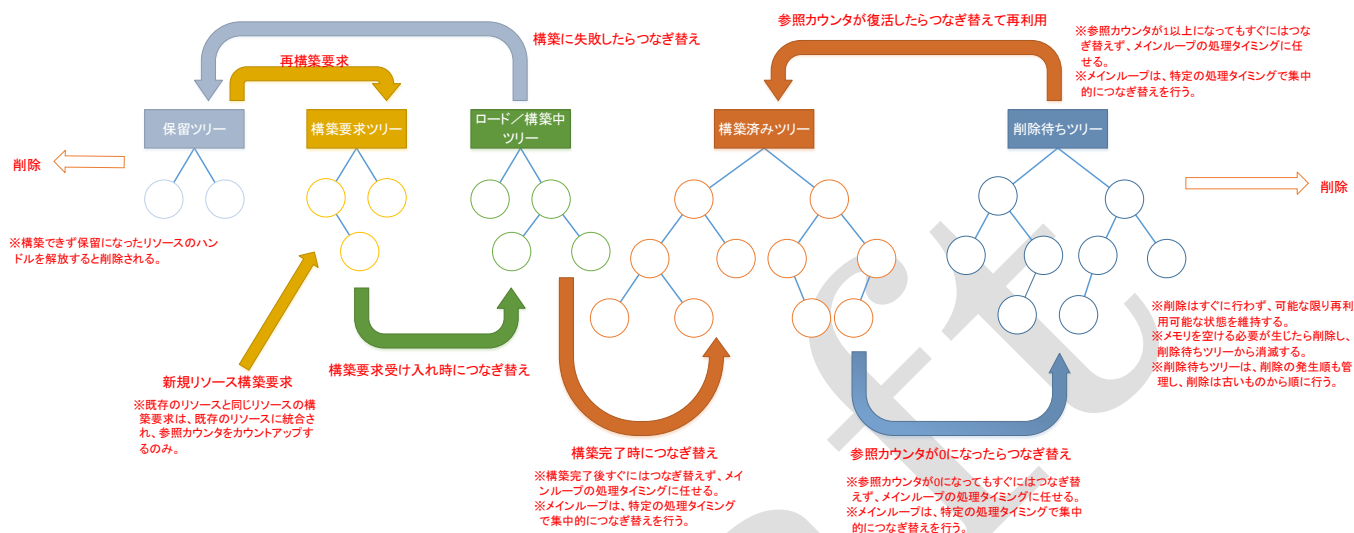 参照カウンタが復活したらつなぎ替えて再利用
※参照カウンタが1以上になってもすぐにはつな
ぎ替えず、メインループの処理タイミングに任
せる。
※メインループは、特定の処理タイミングで集中
的につなぎ替えを行う。
構築に失敗したらつなぎ替え
再構築要求
保留ツリー
構築要求ツリー
ロード／構築中
ツリー
構築済みツリー
削除待ちツリー
削除
削除
※構築できず保留になったリソースのハン
ドルを解放すると削除される。
新規リソース構築要求
※既存のリソースと同じリソースの構
築要求は、既存のリソースに統合さ
れ、参照カウンタをカウントアップす
るのみ。
構築要求受け入れ時につなぎ替え
構築完了時につなぎ替え
※構築完了後すぐにはつなぎ替えず、メイ
ンループの処理タイミングに任せる。
※メインループは、特定の処理タイミング
で集中的につなぎ替えを行う。
参照カウンタが0になったらつなぎ替え
※参照カウンタが0になってもすぐにはつなぎ替
えず、メインループの処理タイミングに任せる。
※メインループは、特定の処理タイミングで集中
的につなぎ替えを行う。
※削除はすぐに行わず、可能な限り再利
用可能な状態を維持する。
※メモリを空ける必要が生じたら削除し、
削除待ちツリーから消滅する。
※削除待ちツリーは、削除の発生順も管
理し、削除は古いものから順に行う。